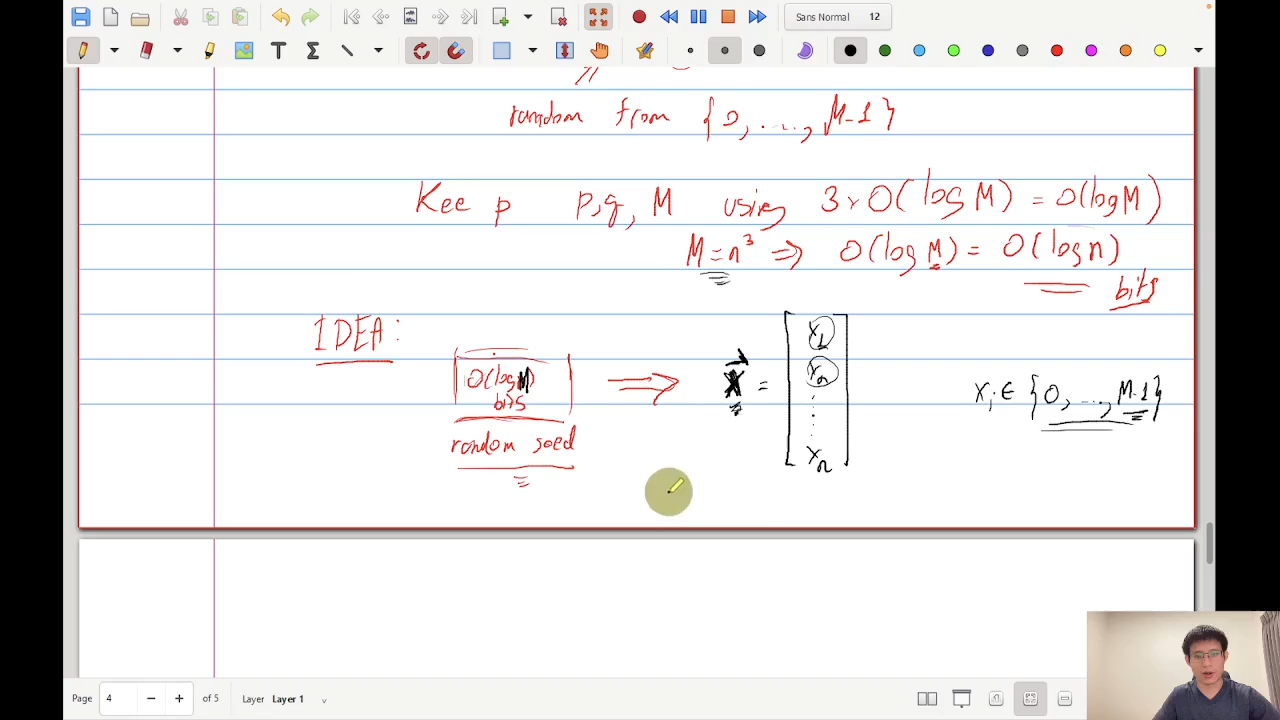 Sans Normal 12
random from {0, ...., M-1}
Keep p,q, M using 3×O(log M) = O(log M)
M=n³ => O(log M) = O(log n)
bits
IDEA:
O(log M)
bits
random seed
=
x₁
x₂
xₙ
xᵢ ∈ {0, ..., M-1}
Page 4 of 5 Layer Layer 1